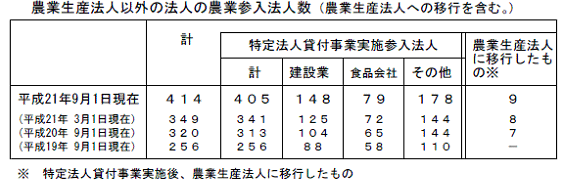 農業生産法人以外の法人の農業参入法人数（農業生産法人への移行を含む。）
計 特定法人貸付事業実施参入法人 農業生産法人に移行したもの※
計 建設業 食品会社 その他
平成21年9月1日現在 ４１４ ４０５ １４８ ７９ １７８ ９
（平成21年 3月1日現在） ３４９ ３４１ １２５ ７２ １４４ ８
（平成20年 9月1日現在） ３２０ ３１３ １０４ ６５ １４４ ７
（平成19年 9月1日現在） ２５６ ２５６ ８８ ５８ １１０ －
※ 特定法人貸付事業実施後、農業生産法人に移行したもの